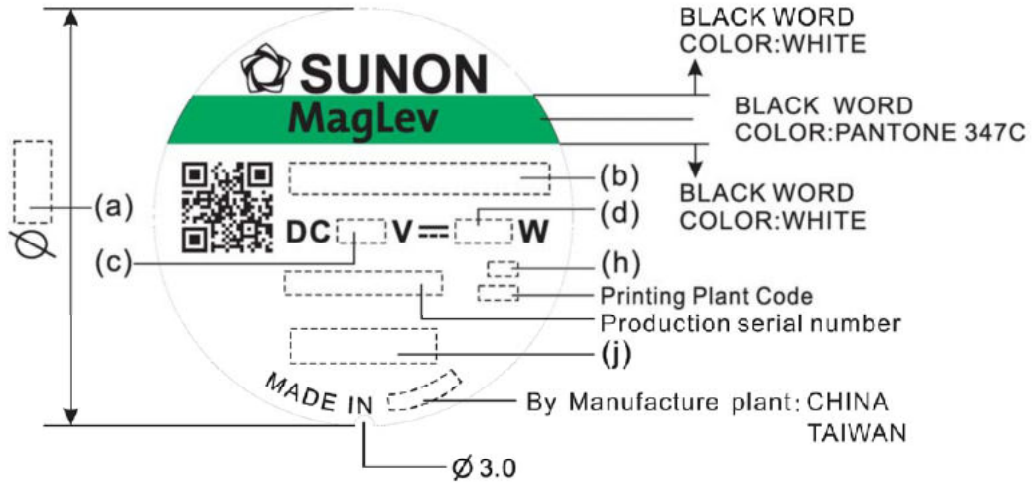 BLACK WORD
COLOR:WHITE
SUNON
MagLev
BLACK WORD
COLOR:PANTONE 347C
(a)
(b)
BLACK WORD
COLOR:WHITE
(d)
Ø
DC V W
(c)
(h)
Printing Plant Code
Production serial number
(j)
MADE IN
By Manufacture plant: CHINA
TAIWAN
Ø 3.0